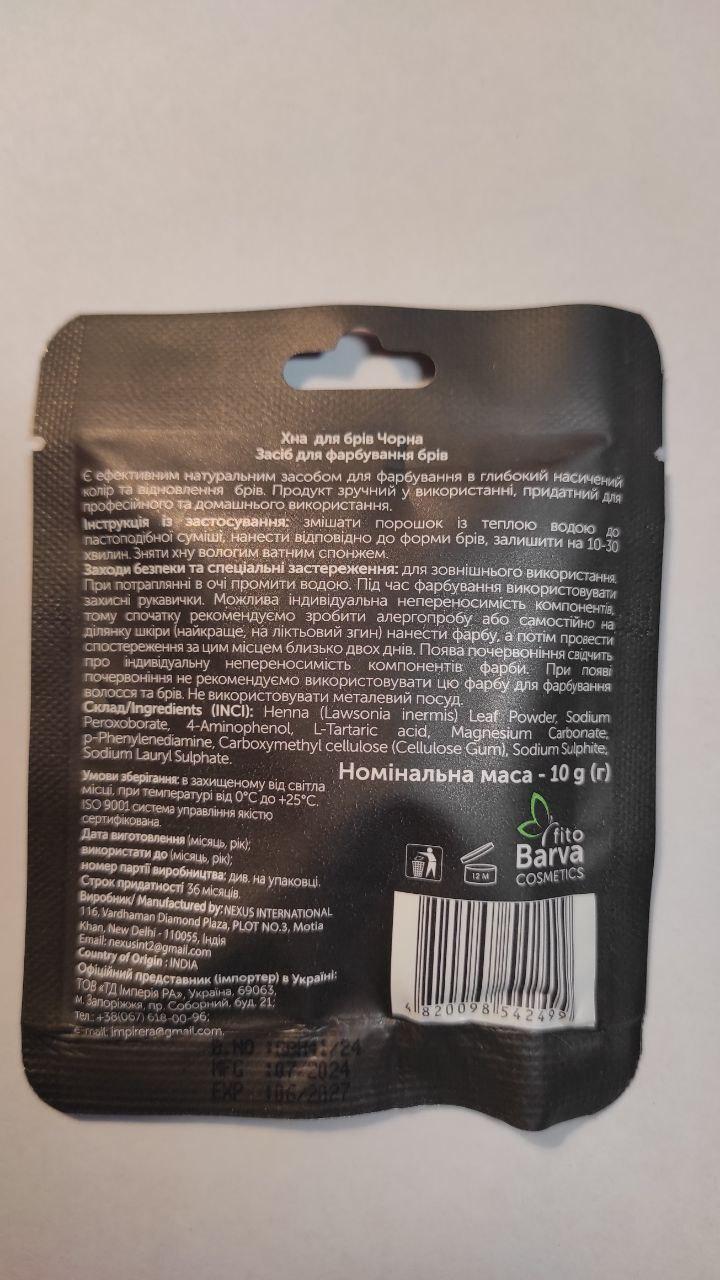 Хна для брів Чорна
Засіб для фарбування брів
Є ефективним натуральним засобом для фарбування в глибокий насичений
колір та відновлення брів. Продукт зручний у використанні, придатний для
професійного та домашнього використання.
Інструкція із застосування: змішати порошок із теплою водою до
пастоподібної суміші, нанести відповідно до форми брів, залишити на 10-30
хвилин. Зняти хну вологим ватним спонжем.
Заходи безпеки та спеціальні застереження: для зовнішнього використання.
При потраплянні в очі промити водою. Під час фарбування використовувати
захисні рукавички. Можлива індивідуальна непереносимість компонентів,
тому спочатку рекомендуємо зробити алергопробу або самостійно на
ділянку шкіри (найкраще, на ліктьовий згин) нанести фарбу, а потім провести
спостереження за цим місцем близько двох днів. Поява почервоніння свідчить
про індивідуальну непереносимість компонентів фарби. При появі
почервоніння не рекомендуємо використовувати цю фарбу для фарбування
волосся та брів. Не використовувати металевий посуд.
Склад/Ingredients (INCI): Henna (Lawsonia inermis) Leaf Powder, Sodium
Peroxoborate, 4-Aminophenol, L-Tartaric acid, Magnesium Carbonate,
p-Phenylenediamine, Carboxymethyl cellulose (Cellulose Gum), Sodium Sulphite,
Sodium Lauryl Sulphate.
Номінальна маса - 10 g (г)
Умови зберігання: в захищеному від світла
місці, при температурі від 0°C до +25°C.
ISO 9001 система управління якістю
сертифікована.
Дата виготовлення (місяць, рік);
використати до (місяць, рік);
номер партії виробництва: див. на упаковці.
Строк придатності 36 місяців.
Виробник/ Manufactured by: NEXUS INTERNATIONAL
116, Vardhaman Diamond Plaza, PLOT NO.3, Motia
Khan, New Delhi - 110055, Індія
Email: nexusint2@gmail.com
Country of Origin : INDIA
Офіційний представник (імпортер) в Україні:
ТОВ «ТД Імперія РА», Україна, 69063,
м. Запоріжжя, пр. Соборний, буд. 21;
Тел.: +38(067) 618-00-96;
e-mail: impirera@gmail.com.
fito
Barva
COSMETICS
12 M
4 820098 542499
B.NO /24
MFG :07/2024
EXP :06/2027